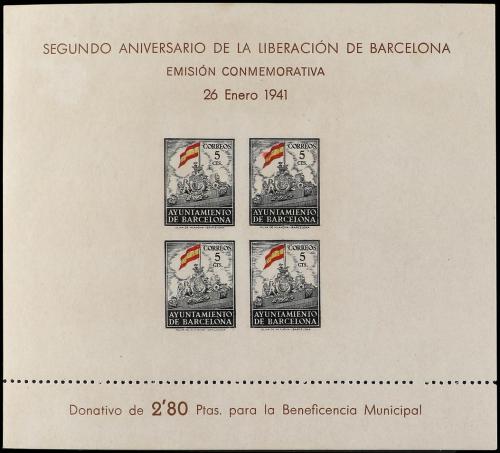 SEGUNDO ANIVERSARIO DE LA LIBERACIÓN DE BARCELONA
EMISIÓN CONMEMORATIVA
26 Enero 1941
CORREOS
5
CTS.
AYUNTAMIENTO
DE BARCELONA
CORREOS
5
CTS.
AYUNTAMIENTO
DE BARCELONA
CORREOS
5
CTS.
AYUNTAMIENTO
DE BARCELONA
CORREOS
5
CTS.
AYUNTAMIENTO
DE BARCELONA
Donativo de 2'80 Ptas. para la Beneficencia Municipal